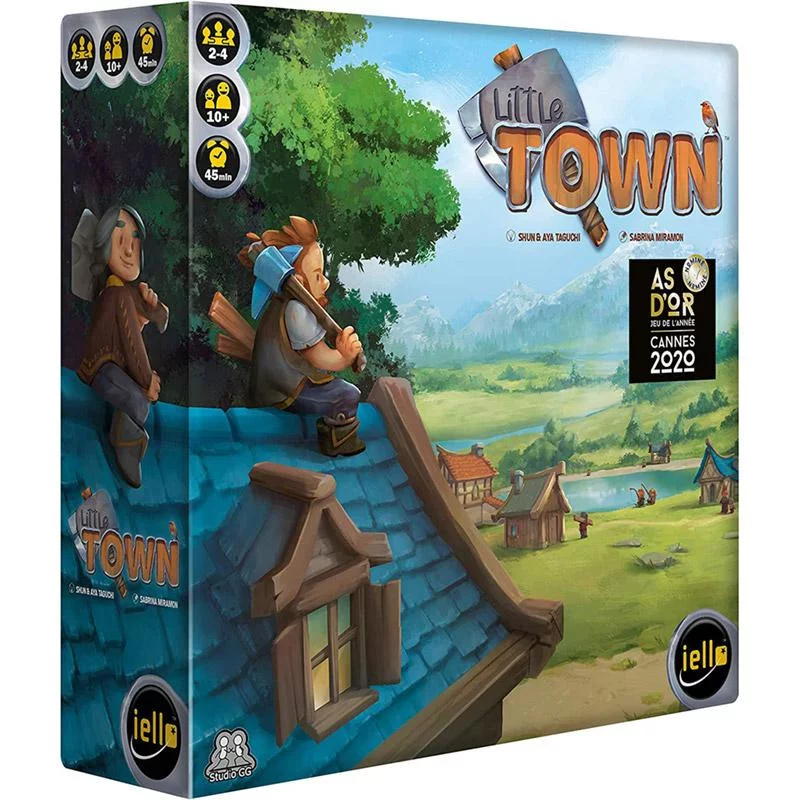 2-4
10+
45min
2-4
10+
45min
LittLe
TOWN™
SHUN & AYA TAGUCHI
SABRINA MIRAMON
AS
D'OR
JEU DE L'ANNÉE
CANNES
2020
LittLe
TOWN
SHUN & AYA TAGUCHI
SABRINA MIRAMON
iello
Studio GG
iello